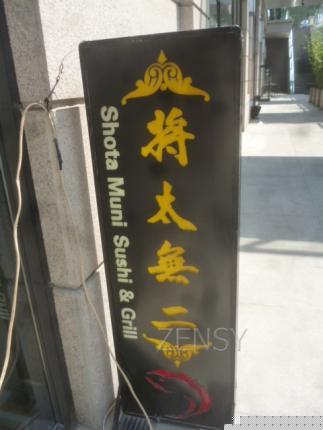 将太無二
Shota Muni Sushi & Grill
ZENSY